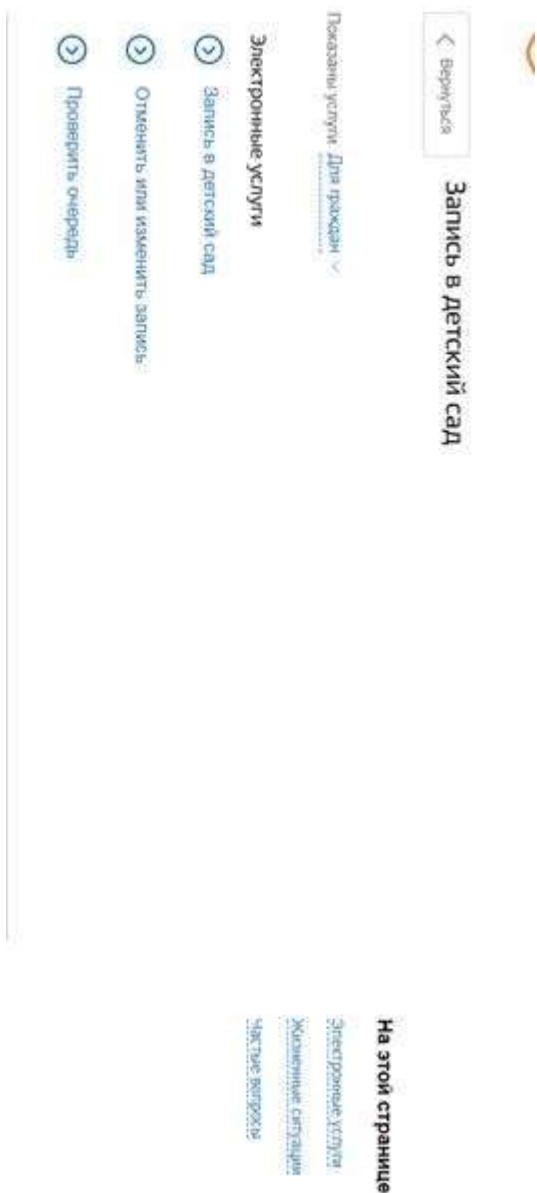 Вернуться
Запись в детский сад
Показаны услуги Для граждан
Электронные услуги
Запись в детский сад
Отменить или изменить запись
Проверить очередь
На этой странице
Электронные услуги
Жизненные ситуации
Частые вопросы